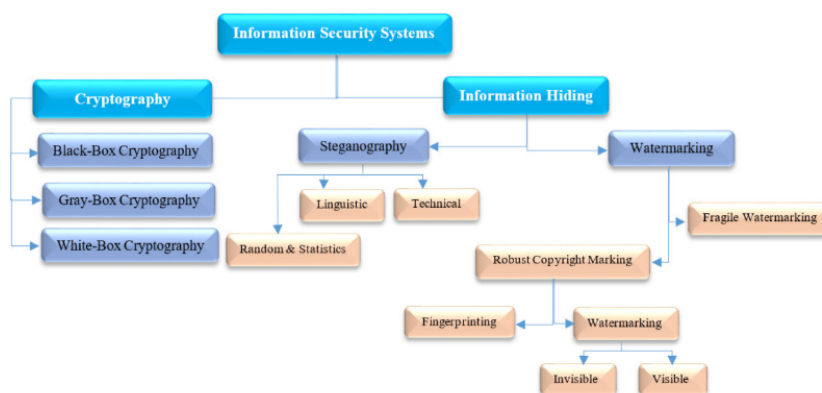 Information Security Systems
Cryptography
Information Hiding
Black-Box Cryptography
Steganography
Watermarking
Gray-Box Cryptography
Linguistic
Technical
Fragile Watermarking
White-Box Cryptography
Random & Statistics
Robust Copyright Marking
Fingerprinting
Watermarking
Invisible
Visible